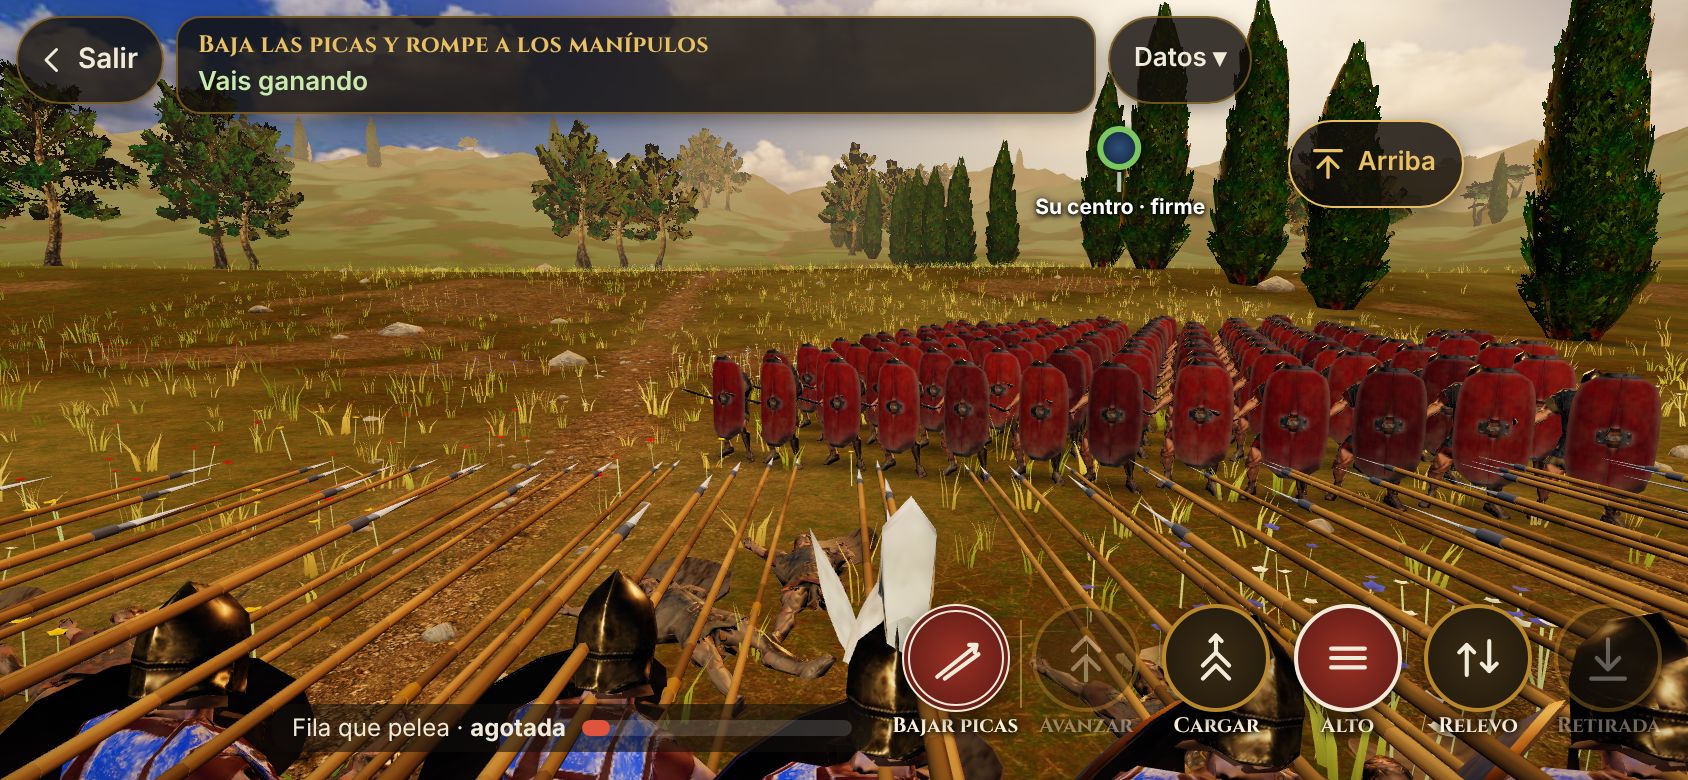 Salir
BAJA LAS PICAS Y ROMPE A LOS MANÍPULOS
Vais ganando
Datos ▾
Arriba
Su centro · firme
Fila que pelea · agotada
BAJAR PICAS
AVANZAR
CARGAR
ALTO
RELEVO
RETIRADA